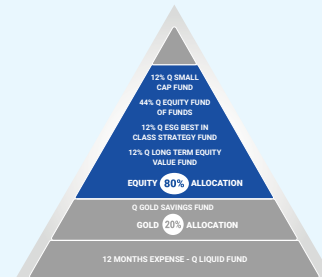 12% Q SMALL
CAP FUND
44% Q EQUITY FUND
OF FUNDS
12% Q ESG BEST IN
CLASS STRATEGY FUND
12% Q LONG TERM EQUITY
VALUE FUND
EQUITY 80% ALLOCATION
Q GOLD SAVINGS FUND
GOLD 20% ALLOCATION
12 MONTHS EXPENSE - Q LIQUID FUND